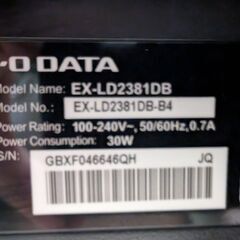 I-O DATA
Model Name: EX-LD2381DB
Model No.: EX-LD2381DB-B4
Power Rating: 100-240V~, 50/60Hz, 0.7A
Power Consumption: 30W
S/N:
GBXF046646QH JQ